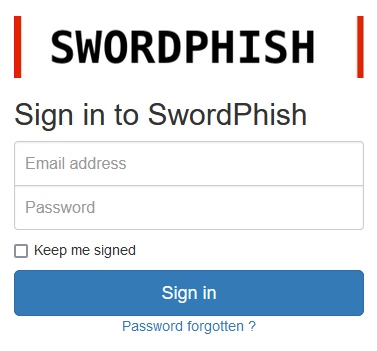 SWORDPHISH
Sign in to SwordPhish
Email address
Password
Keep me signed
Sign in
Password forgotten ?